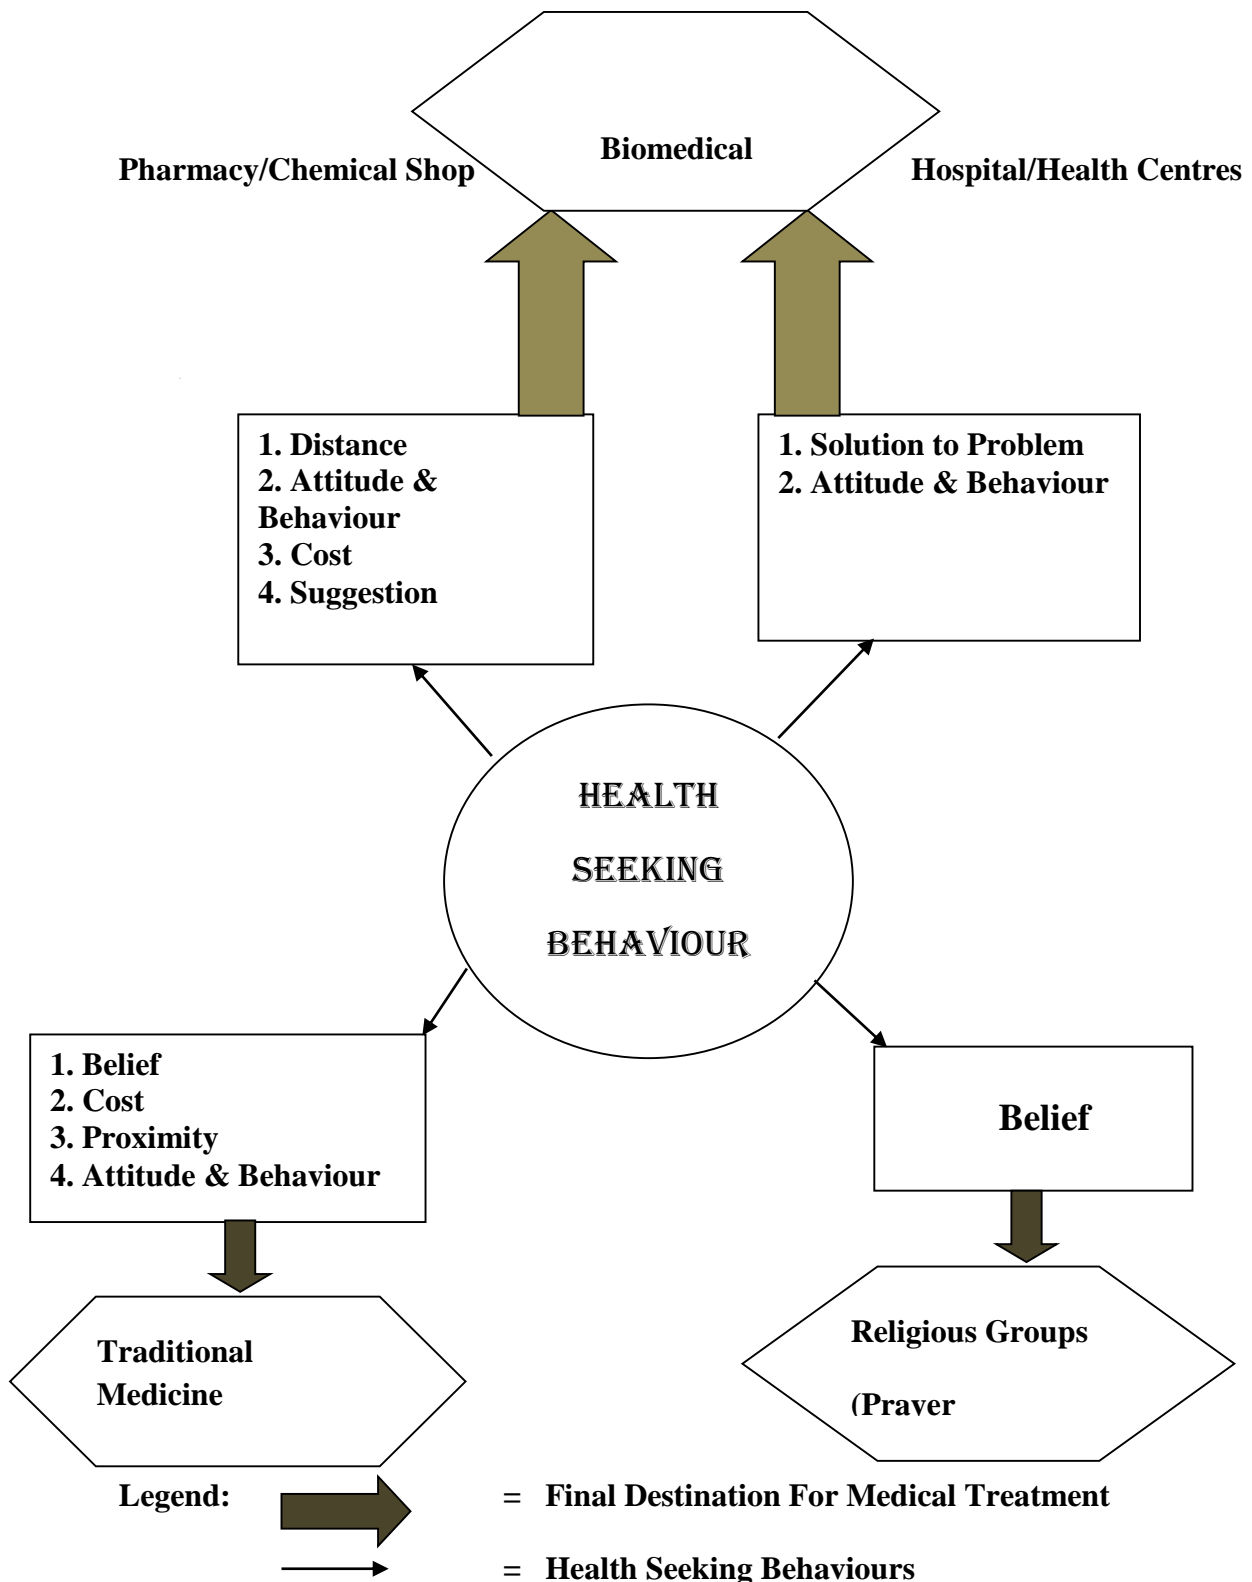 Biomedical
Pharmacy/Chemical Shop
Hospital/Health Centres
1. Distance
2. Attitude &
Behaviour
3. Cost
4. Suggestion
1. Solution to Problem
2. Attitude & Behaviour
HEALTH
SEEKING
BEHAVIOUR
1. Belief
2. Cost
3. Proximity
4. Attitude & Behaviour
Belief
Traditional
Medicine
Religious Groups
(Prayer
Legend:
= Final Destination For Medical Treatment
= Health Seeking Behaviours